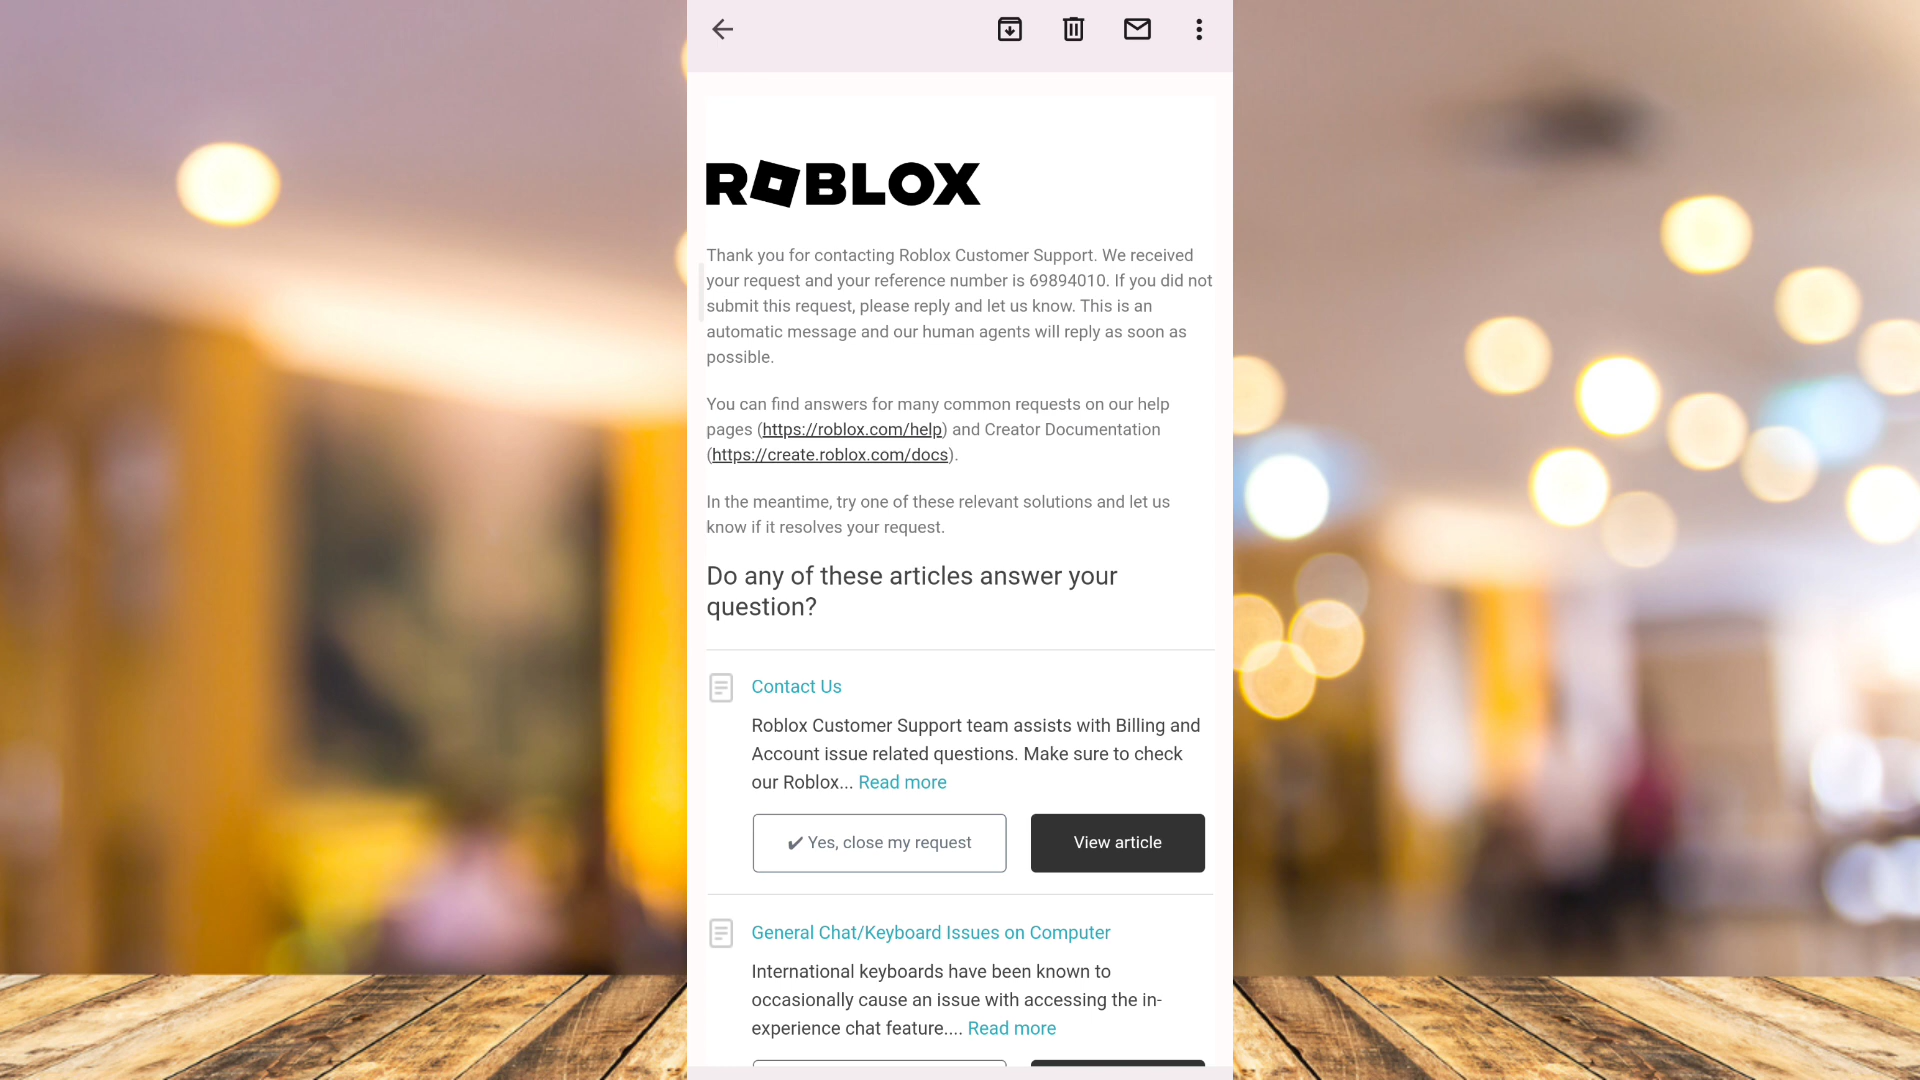 ROBLOX
Thank you for contacting Roblox Customer Support. We received
your request and your reference number is 69894010. If you did not
submit this request, please reply and let us know. This is an
automatic message and our human agents will reply as soon as
possible.
You can find answers for many common requests on our help
pages (https://roblox.com/help) and Creator Documentation
(https://create.roblox.com/docs).
In the meantime, try one of these relevant solutions and let us
know if it resolves your request.
Do any of these articles answer your
question?
Contact Us
Roblox Customer Support team assists with Billing and
Account issue related questions. Make sure to check
our Roblox... Read more
✔ Yes, close my request
View article
General Chat/Keyboard Issues on Computer
International keyboards have been known to
occasionally cause an issue with accessing the in-
experience chat feature.... Read more